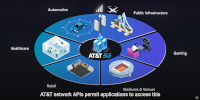 Automotive
Public Infrastructure
Healthcare
AT&T 5G
Gaming
Retail
Stadiums & Venues
AT&T network APIs permit applications to access this